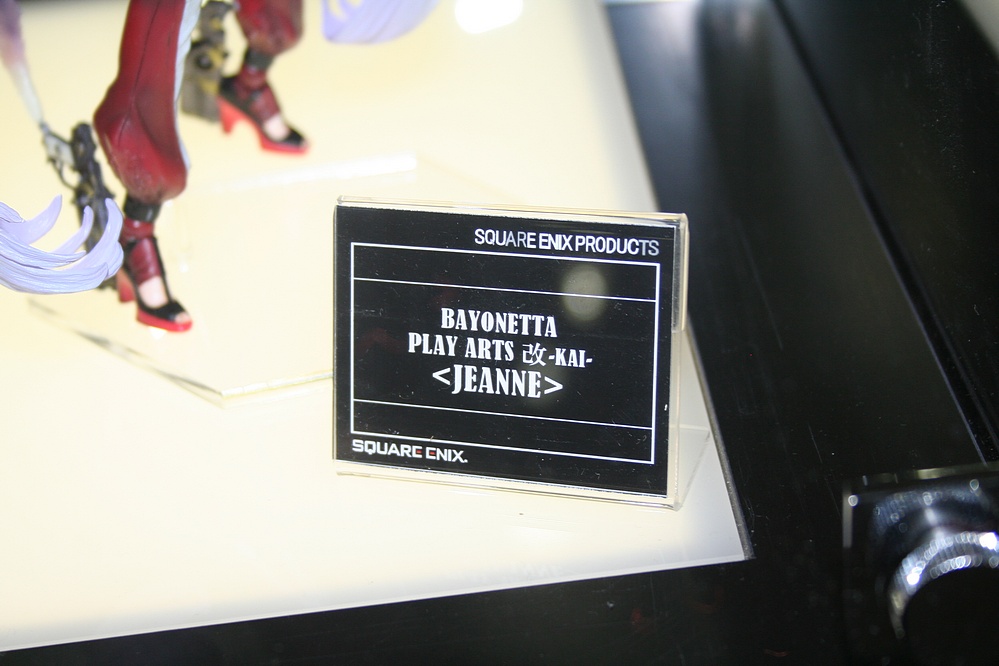 SQUARE ENIX PRODUCTS
BAYONETTA
PLAY ARTS 改-KAI-
<JEANNE>
SQUARE ENIX.